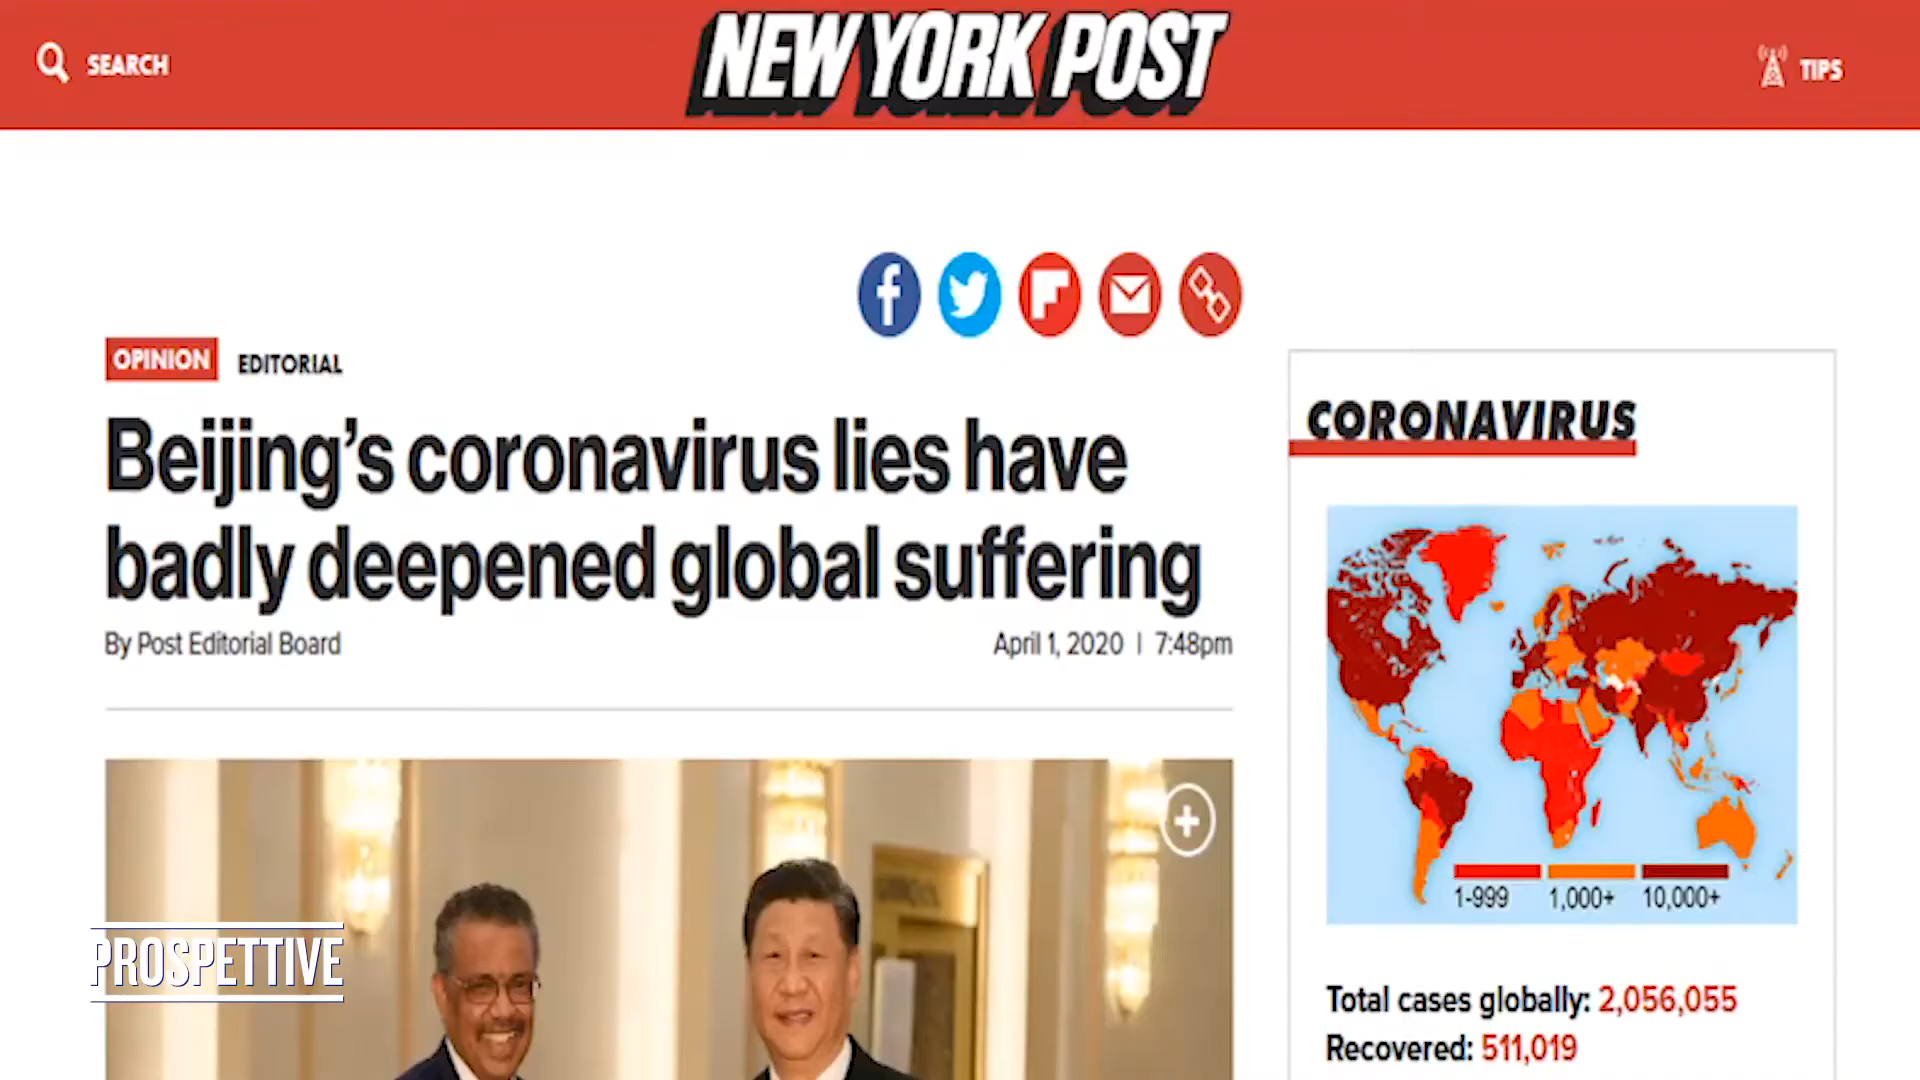 SEARCH
NEW YORK POST
TIPS
OPINION EDITORIAL
Beijing's coronavirus lies have
badly deepened global suffering
By Post Editorial Board
April 1, 2020 | 7:48pm
CORONAVIRUS
1-999 1,000+ 10,000+
Total cases globally: 2,056,055
Recovered: 511,019
PROSPETTIVE